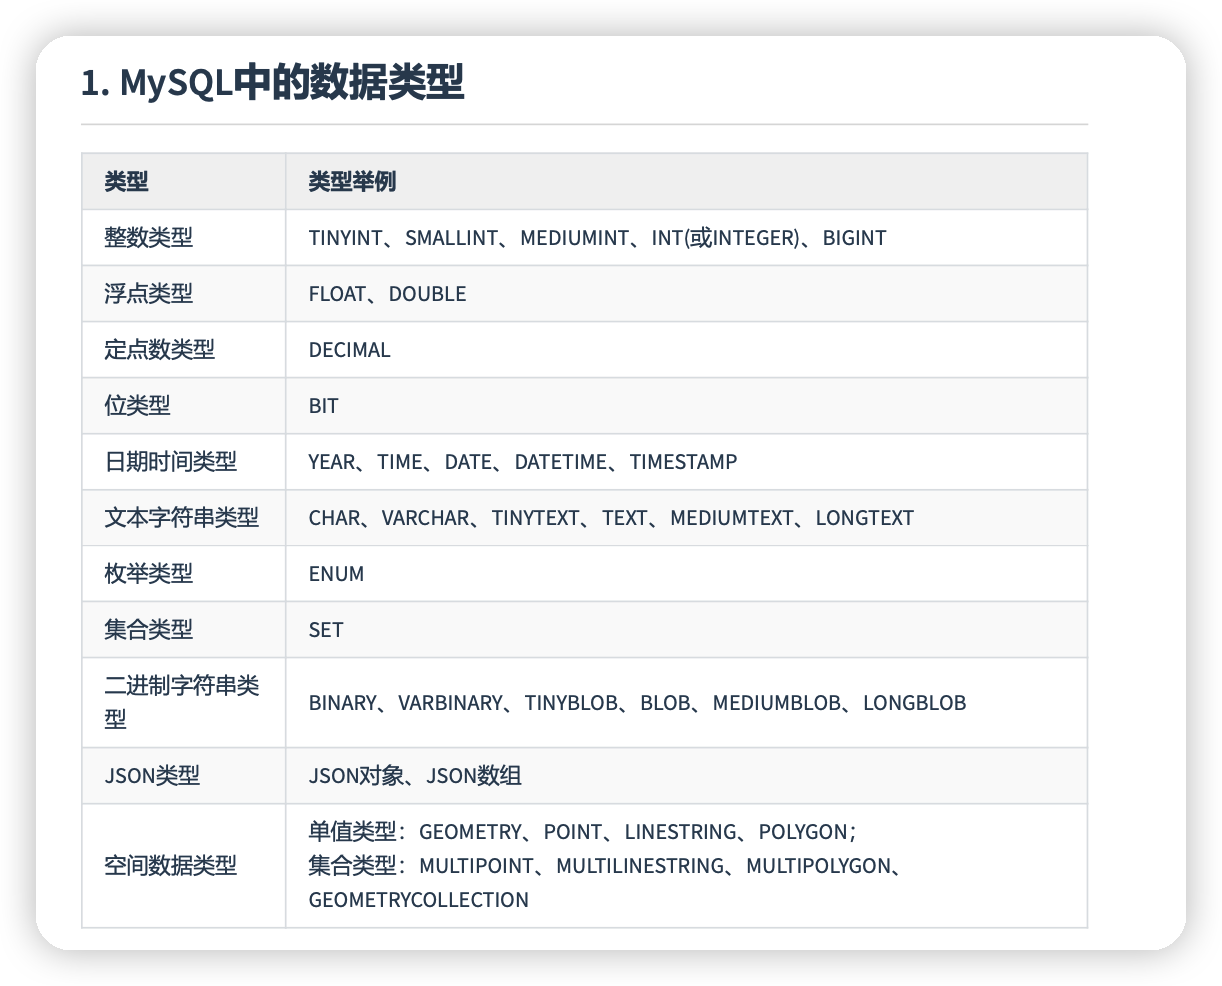 1. MySQL中的数据类型
类型 类型举例
整数类型 TINYINT、SMALLINT、MEDIUMINT、INT(或INTEGER)、BIGINT
浮点类型 FLOAT、DOUBLE
定点数类型 DECIMAL
位类型 BIT
日期时间类型 YEAR、TIME、DATE、DATETIME、TIMESTAMP
文本字符串类型 CHAR、VARCHAR、TINYTEXT、TEXT、MEDIUMTEXT、LONGTEXT
枚举类型 ENUM
集合类型 SET
二进制字符串类
型
BINARY、VARBINARY、TINYBLOB、BLOB、MEDIUMBLOB、LONGBLOB
JSON类型 JSON对象、JSON数组
空间数据类型
单值类型：GEOMETRY、POINT、LINESTRING、POLYGON；
集合类型：MULTIPOINT、MULTILINESTRING、MULTIPOLYGON、
GEOMETRYCOLLECTION